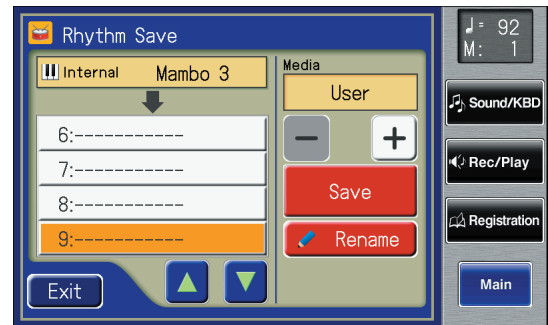 Rhythm Save
Internal Mambo 3
6:-----------
7:-----------
8:-----------
9:-----------
Exit
Media
User
Save
Rename
♩= 92
M: 1
Sound/KBD
Rec/Play
Registration
Main